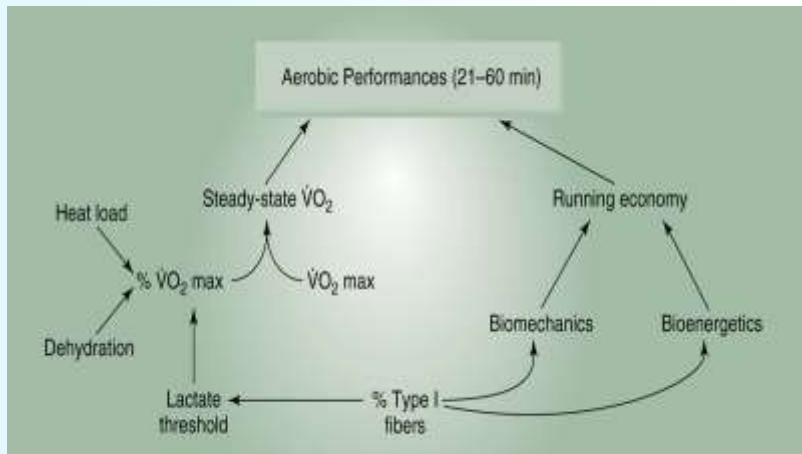 Aerobic Performances (21–60 min)
Steady-state V̇O₂
Running economy
Heat load
% V̇O₂ max
V̇O₂ max
Biomechanics
Bioenergetics
Dehydration
Lactate
threshold
% Type I
fibers